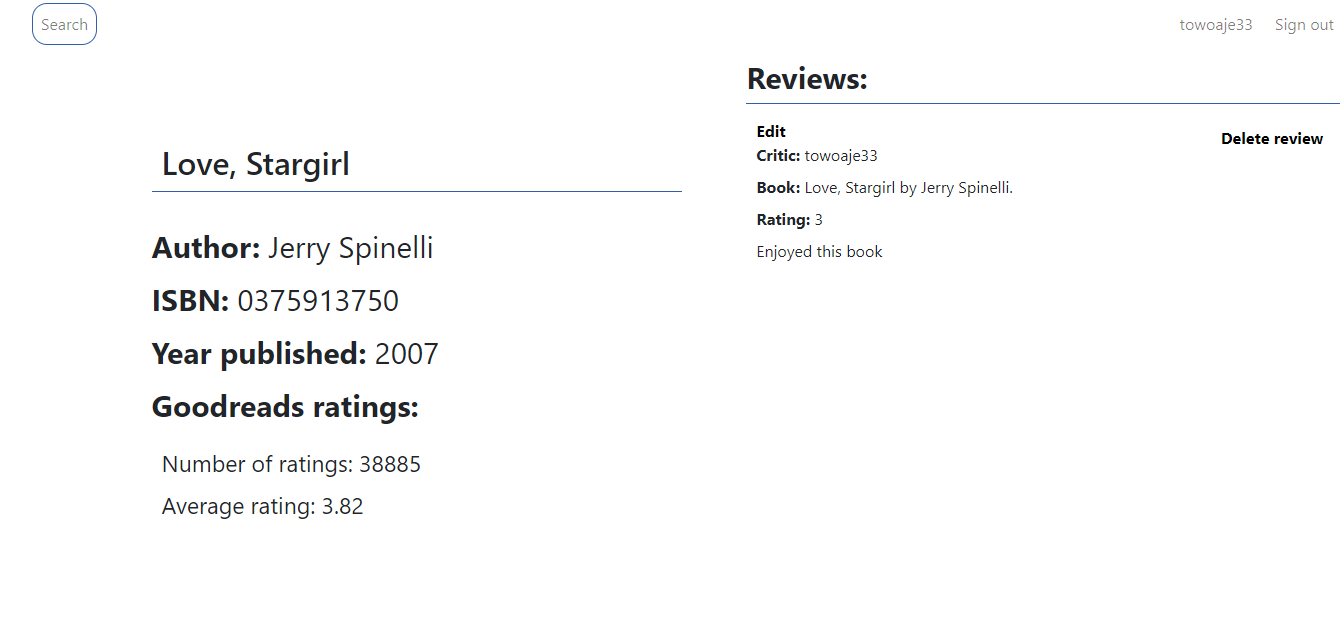 Search
towoaje33 Sign out
Love, Stargirl
Author: Jerry Spinelli
ISBN: 0375913750
Year published: 2007
Goodreads ratings:
Number of ratings: 38885
Average rating: 3.82
Reviews:
Edit
Delete review
Critic: towoaje33
Book: Love, Stargirl by Jerry Spinelli.
Rating: 3
Enjoyed this book